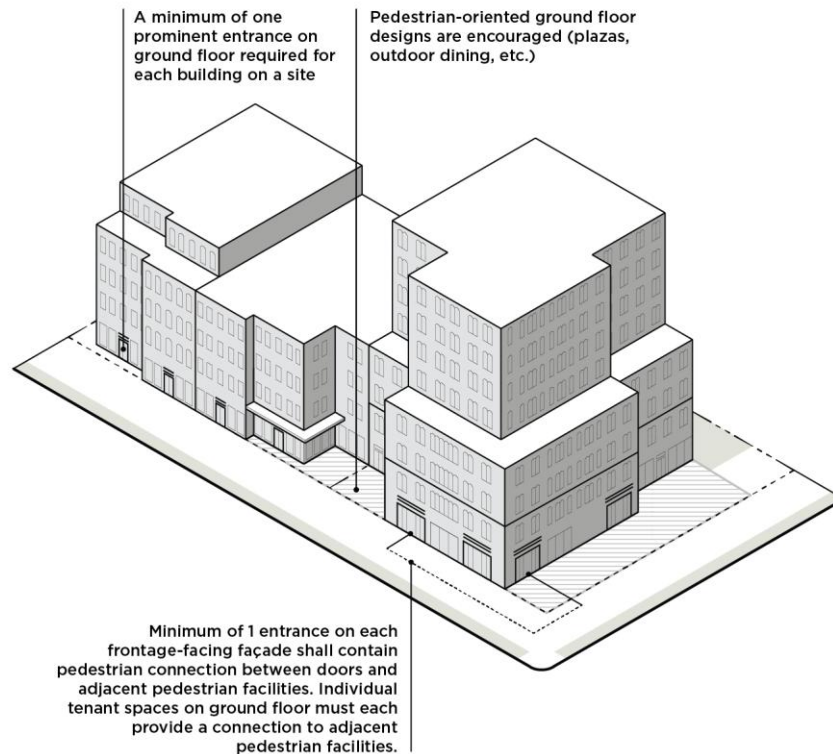 A minimum of one
prominent entrance on
ground floor required for
each building on a site
Pedestrian-oriented ground floor
designs are encouraged (plazas,
outdoor dining, etc.)
Minimum of 1 entrance on each
frontage-facing façade shall contain
pedestrian connection between doors and
adjacent pedestrian facilities. Individual
tenant spaces on ground floor must each
provide a connection to adjacent
pedestrian facilities.